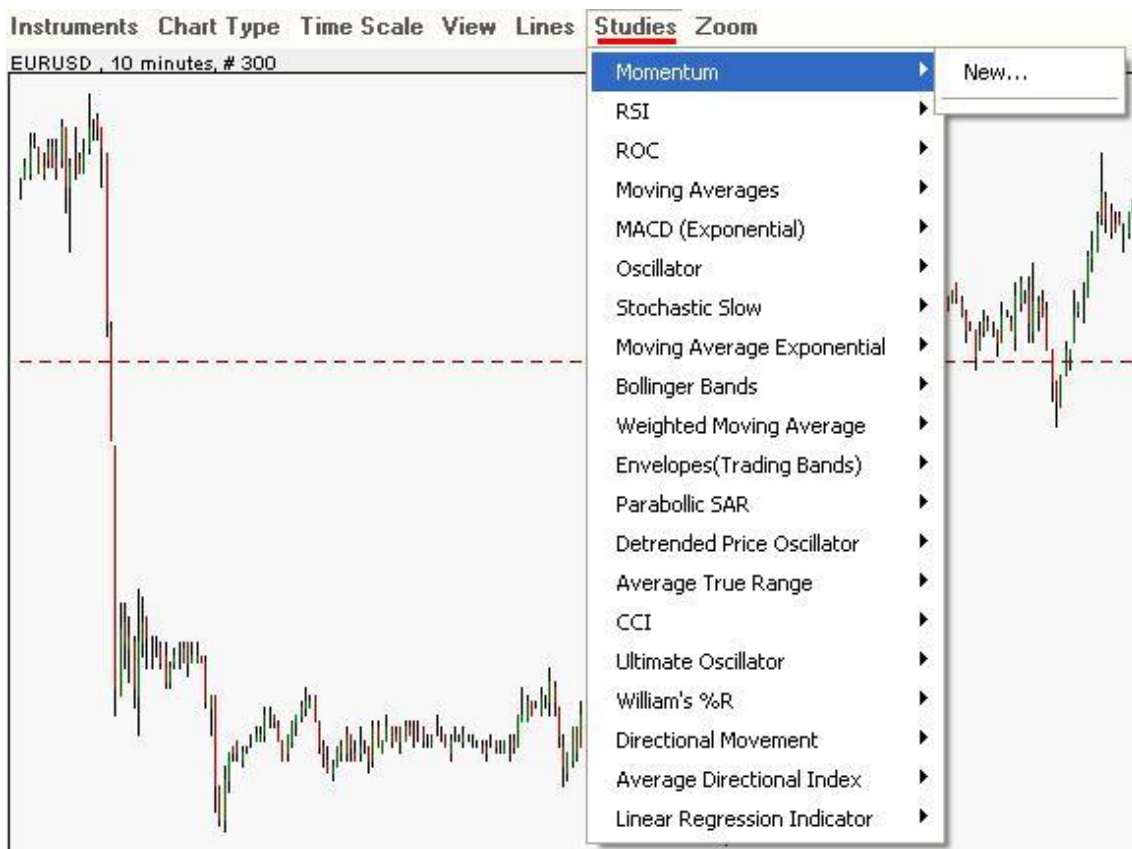 Instruments Chart Type Time Scale View Lines Studies Zoom
EURUSD , 10 minutes, # 300
Momentum
New...
RSI
ROC
Moving Averages
MACD (Exponential)
Oscillator
Stochastic Slow
Moving Average Exponential
Bollinger Bands
Weighted Moving Average
Envelopes(Trading Bands)
Parabollic SAR
Detrended Price Oscillator
Average True Range
CCI
Ultimate Oscillator
William's %R
Directional Movement
Average Directional Index
Linear Regression Indicator